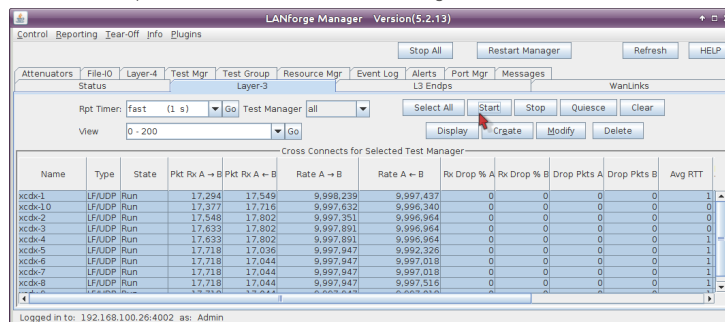 LANforge Manager Version(5.2.13)
Control Reporting Tear-Off Info Plugins
Stop All Restart Manager Refresh HELP
Attenuators File-IO Layer-4 Test Mgr Test Group Resource Mgr Event Log Alerts Port Mgr Messages
Status Layer-3 L3 Endps WanLinks
Rpt Timer: fast (1 s) Go Test Manager all Select All Start Stop Quiesce Clear
View 0 - 200 Go Display Create Modify Delete
Cross Connects for Selected Test Manager
Name Type State Pkt Rx A → B Pkt Rx A ← B Rate A → B Rate A ← B Rx Drop % A Rx Drop % B Drop Pkts A Drop Pkts B Avg RTT
xcdx-1 LF/UDP Run 17,294 17,549 9,998,239 9,997,437 0 0 0 0 1
xcdx-10 LF/UDP Run 17,377 17,716 9,997,632 9,996,340 0 0 0 0 0
xcdx-2 LF/UDP Run 17,548 17,802 9,997,351 9,996,964 0 0 0 0 0
xcdx-3 LF/UDP Run 17,633 17,802 9,997,891 9,996,964 0 0 0 0 0
xcdx-4 LF/UDP Run 17,633 17,802 9,997,891 9,996,964 0 0 0 0 1
xcdx-5 LF/UDP Run 17,718 17,036 9,997,947 9,992,326 0 0 0 0 1
xcdx-6 LF/UDP Run 17,718 17,044 9,997,947 9,997,018 0 0 0 0 1
xcdx-7 LF/UDP Run 17,718 17,044 9,997,947 9,997,018 0 0 0 0 1
xcdx-8 LF/UDP Run 17,718 17,044 9,997,947 9,997,516 0 0 0 0 1
Logged in to: 192.168.100.26:4002 as: Admin